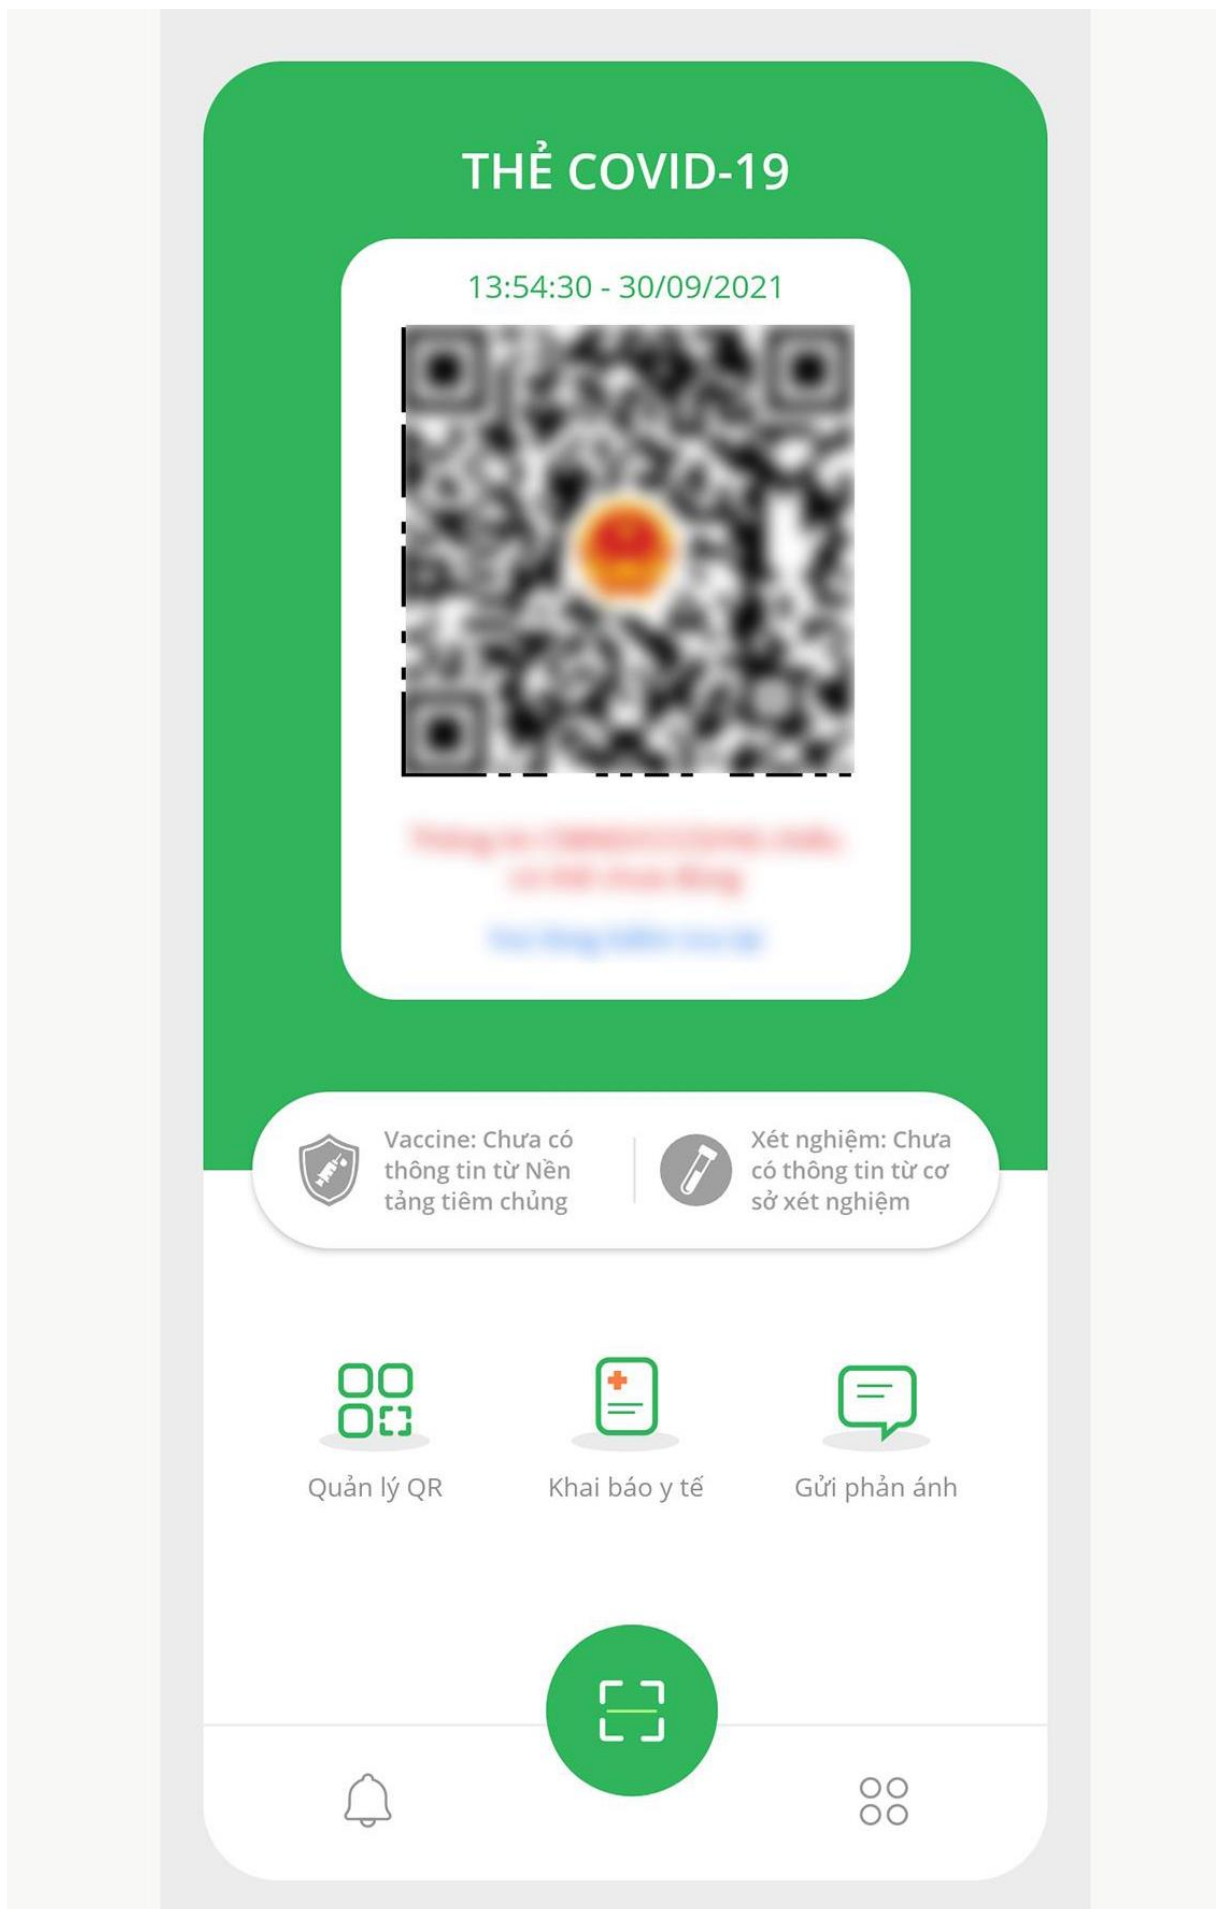 THẺ COVID-19
13:54:30 - 30/09/2021
Vaccine: Chưa có
thông tin từ Nền
tảng tiêm chủng
Xét nghiệm: Chưa
có thông tin từ cơ
sở xét nghiệm
Quản lý QR
Khai báo y tế
Gửi phản ánh